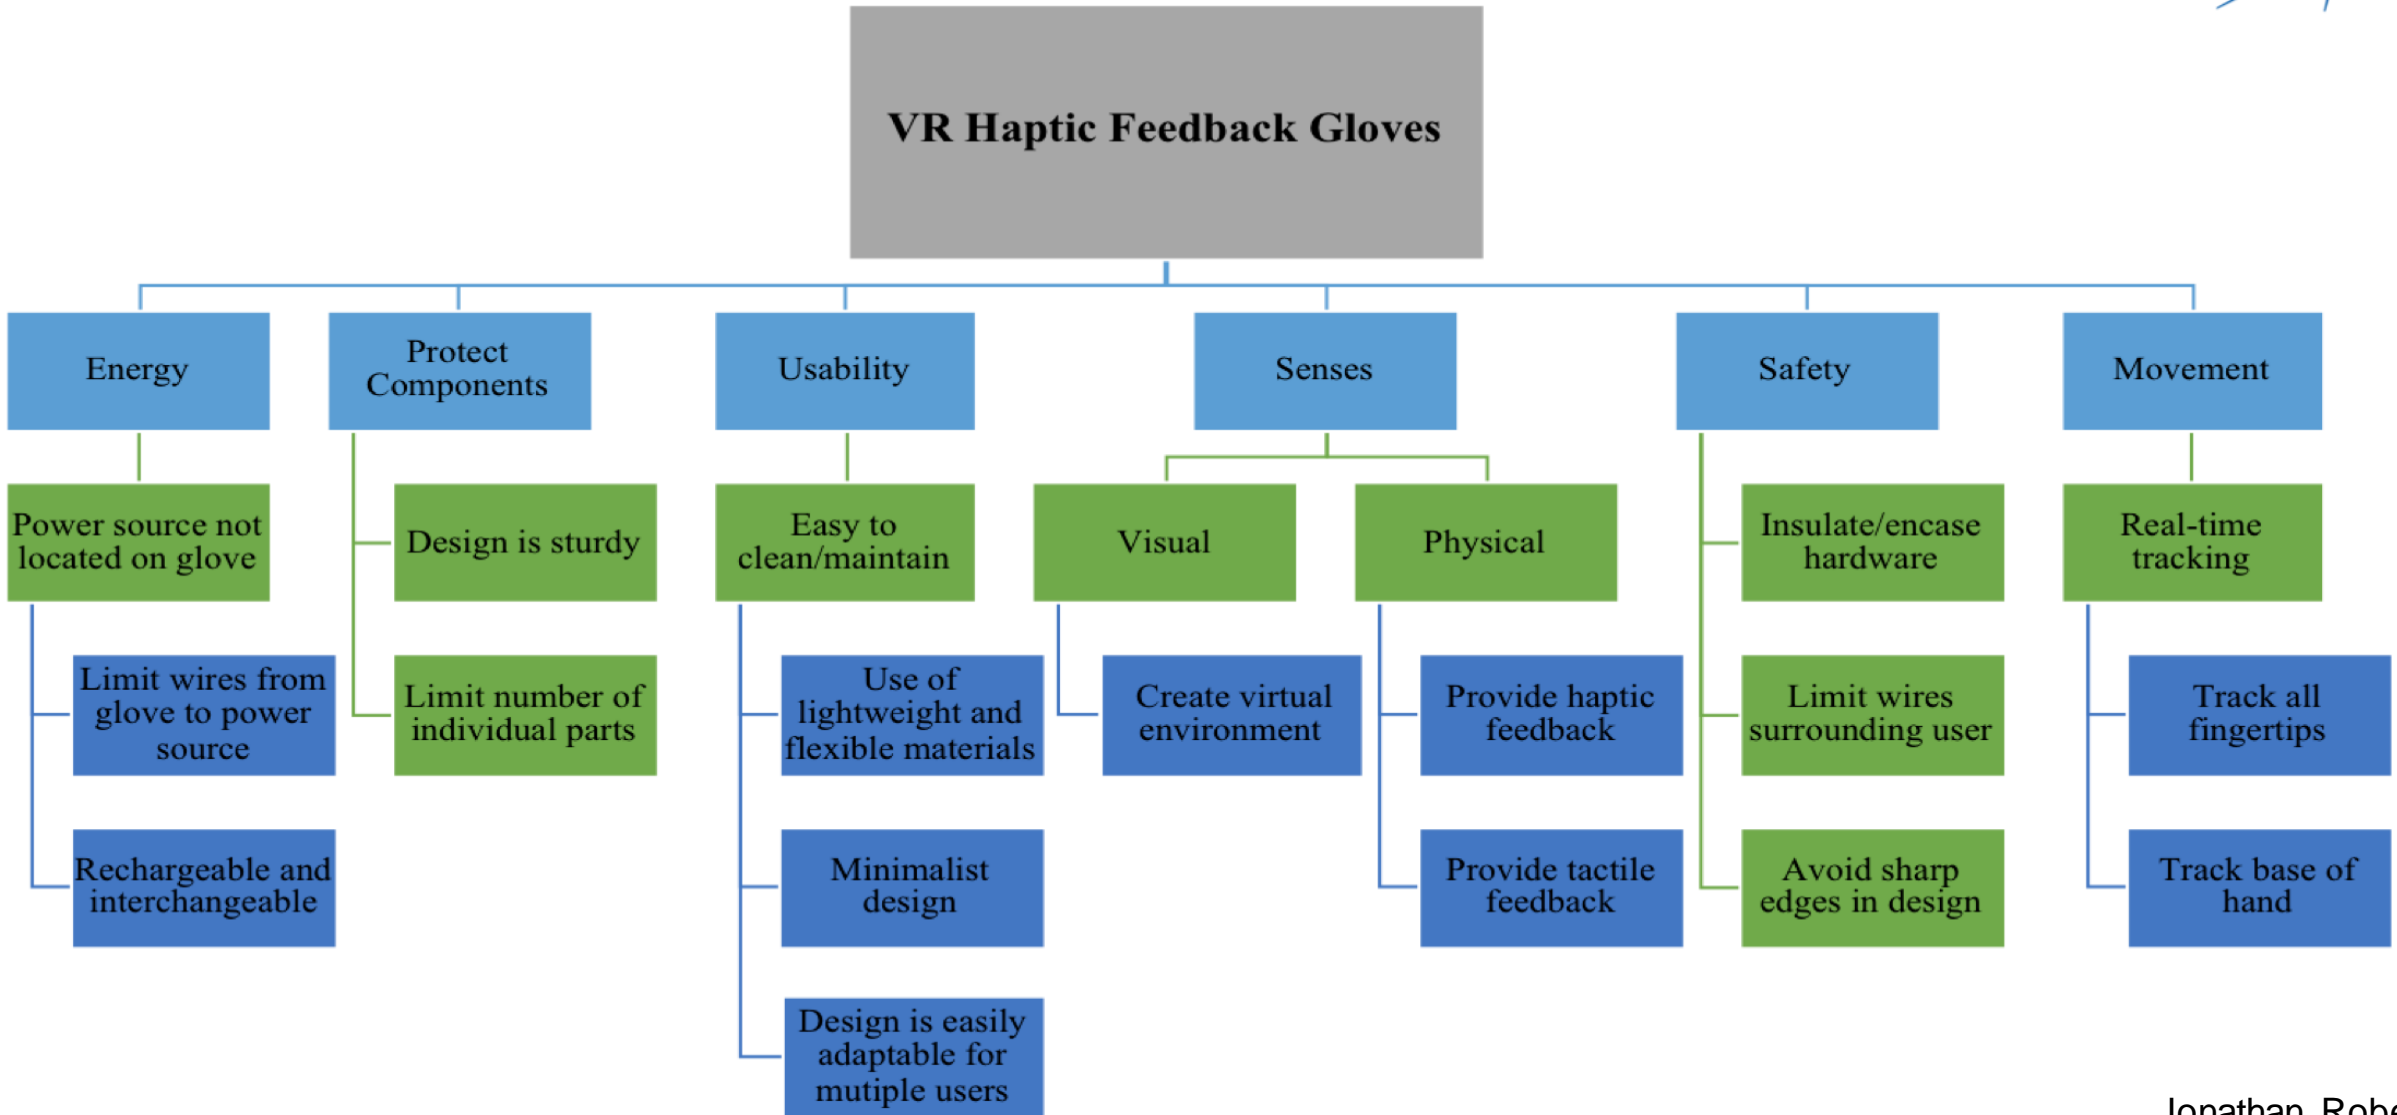 VR Haptic Feedback Gloves
Energy
Protect
Components
Usability
Senses
Safety
Movement
Power source not
located on glove
Design is sturdy
Easy to
clean/maintain
Visual
Physical
Insulate/encase
hardware
Real-time
tracking
Limit wires from
glove to power
source
Limit number of
individual parts
Use of
lightweight and
flexible materials
Create virtual
environment
Provide haptic
feedback
Limit wires
surrounding user
Track all
fingertips
Rechargeable and
interchangeable
Minimalist
design
Provide tactile
feedback
Avoid sharp
edges in design
Track base of
hand
Design is easily
adaptable for
mutiple users
Jonathan